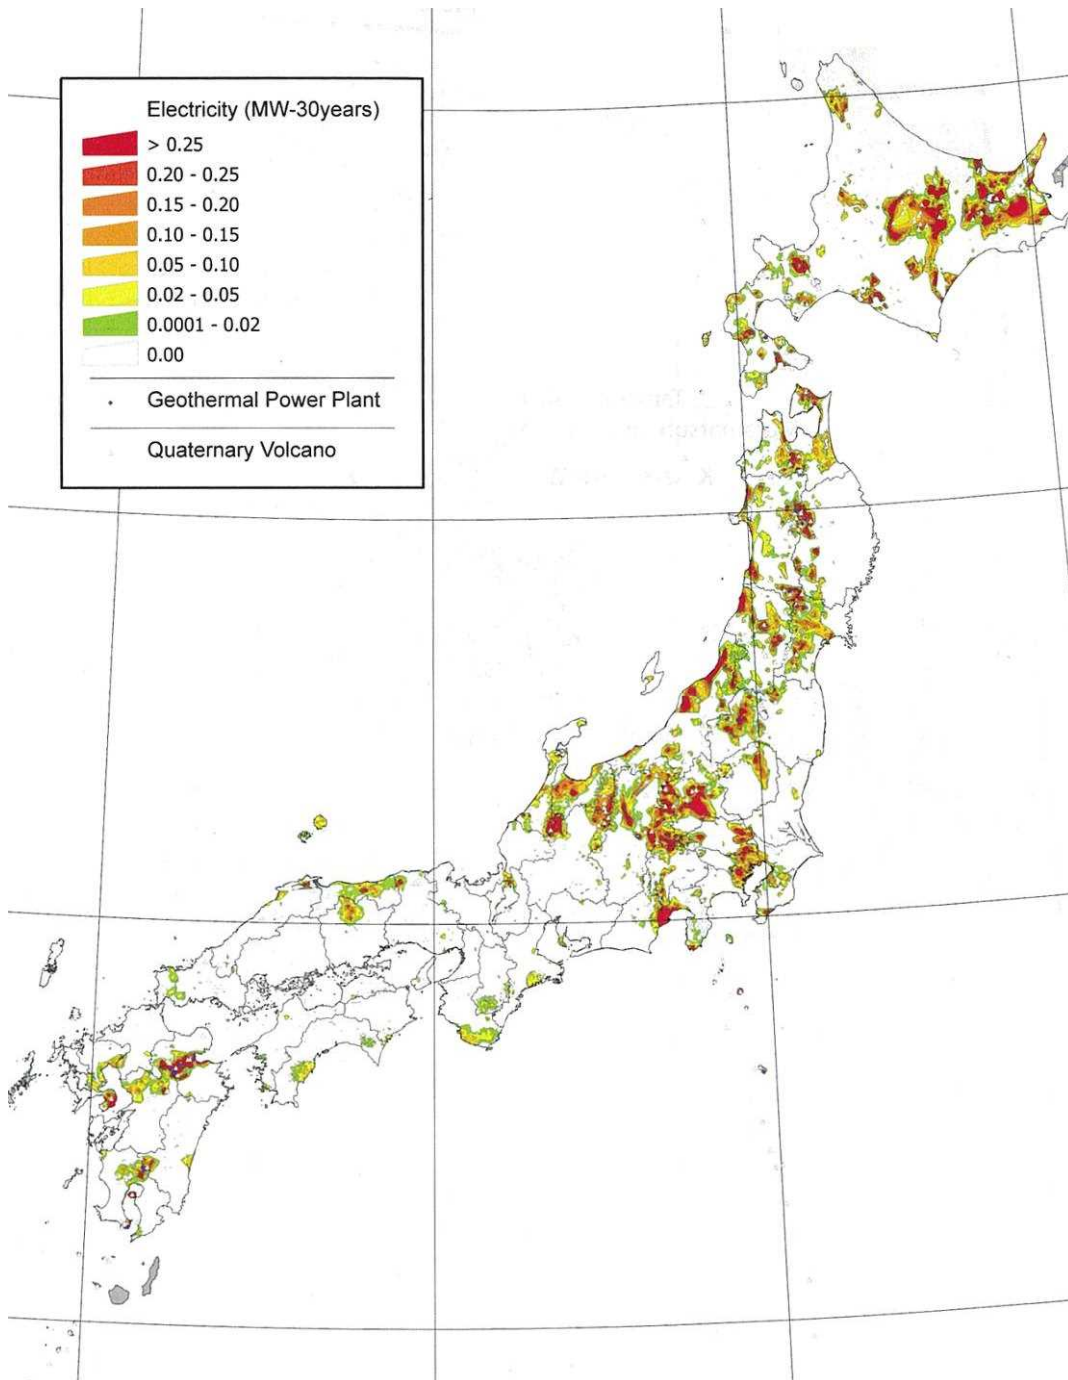 Electricity (MW-30years)
> 0.25
0.20 - 0.25
0.15 - 0.20
0.10 - 0.15
0.05 - 0.10
0.02 - 0.05
0.0001 - 0.02
0.00
Geothermal Power Plant
Quaternary Volcano